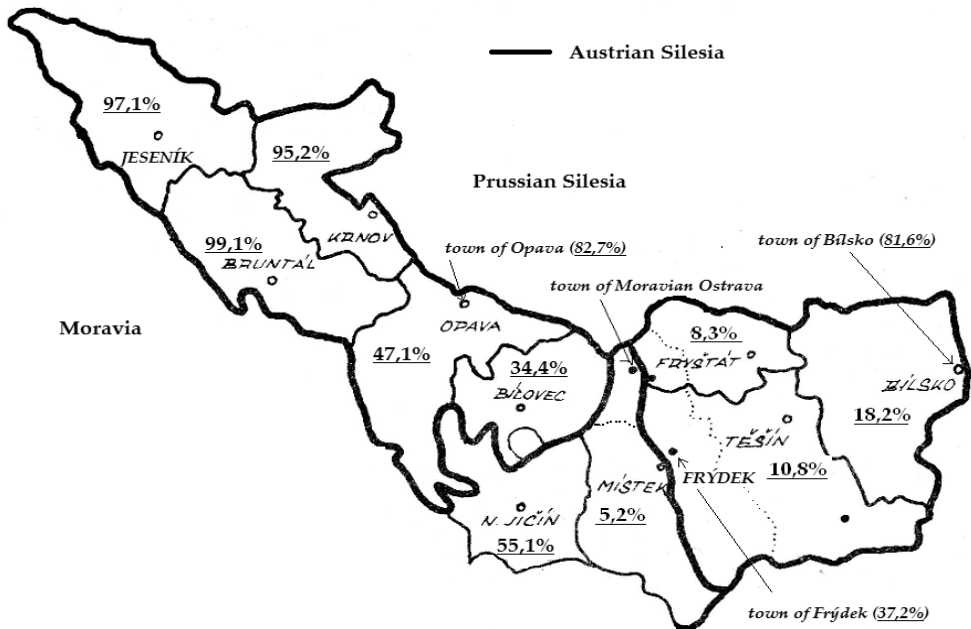 Austrian Silesia
97,1%
JESENÍK
95,2%
Prussian Silesia
KRNOV
99,1%
BRUNTÁL
town of Opava (82,7%)
town of Bílsko (81,6%)
town of Moravian Ostrava
Moravia
OPAVA
47,1%
34,4%
BÍLOVEC
8,3%
FRYŠTÁT
BÍLSKO
18,2%
TĚŠÍN
10,8%
FRÝDEK
MÍSTEK
5,2%
N. JIČÍN
55,1%
town of Frýdek (37,2%)